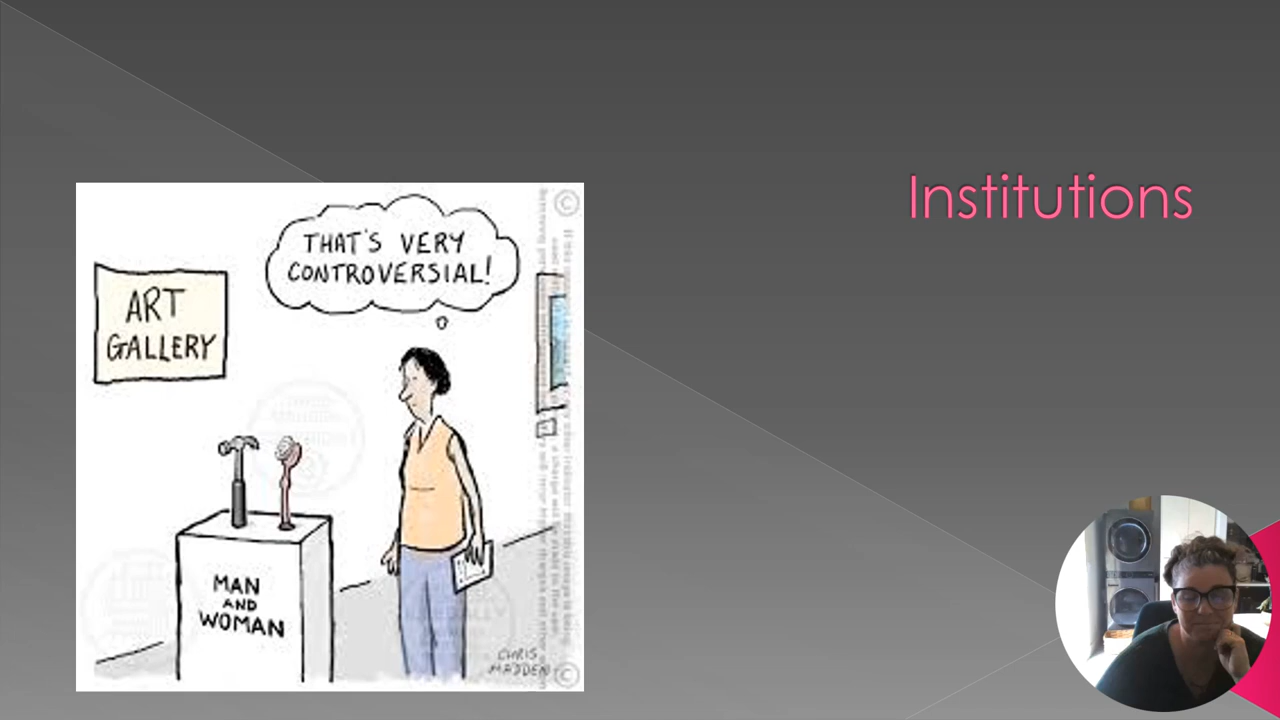 Institutions
THAT'S VERY
CONTROVERSIAL!
ART
GALLERY
MAN
AND
WOMAN
CHRIS
MADDEN
©
©